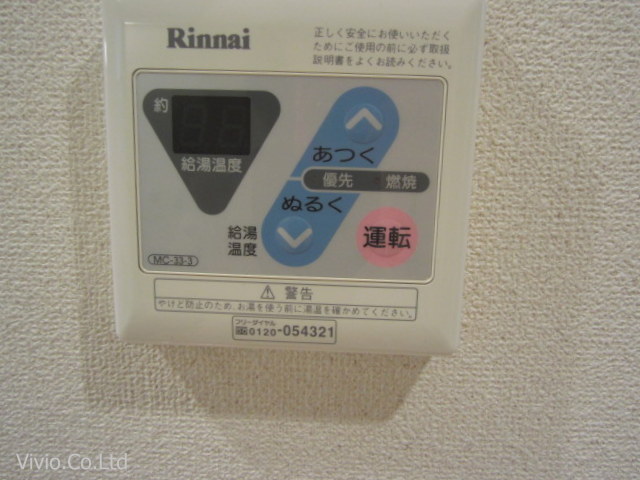 Rinnai
正しく安全にお使いいただく
ためにご使用の前に必ず取扱
説明書をよくお読みください。
約
給湯温度
あつく
優先 燃焼
ぬるく
給湯
温度
運転
MC-33-3
⚠ 警告
やけど防止のため、お湯を使う前に湯温を確かめてください。
フリーダイヤル
0120-054321
Vivio.Co.Ltd